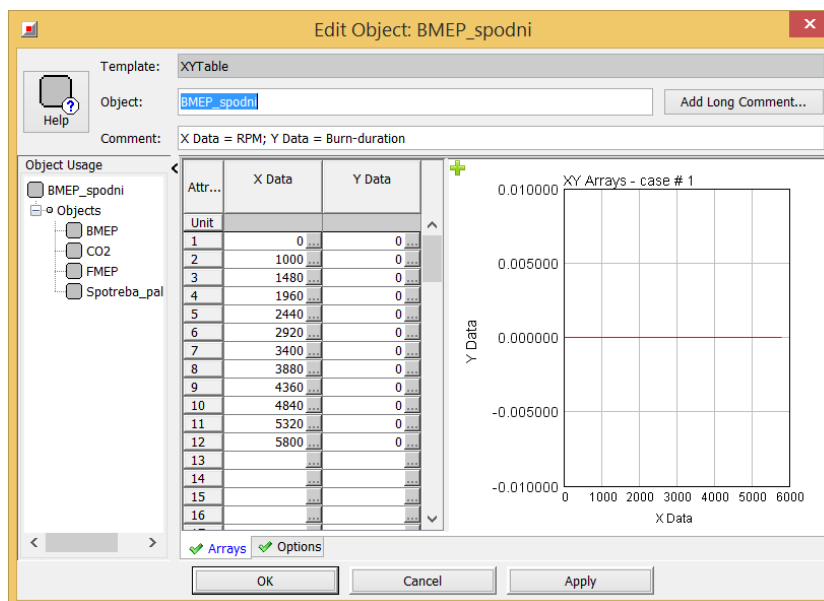 Edit Object: BMEP_spodni
Template: XYTable
Help
Object: BMEP_spodni Add Long Comment...
Comment: X Data = RPM; Y Data = Burn-duration
Object Usage
BMEP_spodni
Objects
BMEP
CO2
FMEP
Spotreba_pal
Attr... X Data Y Data
Unit
1 0 ... 0 ...
2 1000 ... 0 ...
3 1480 ... 0 ...
4 1960 ... 0 ...
5 2440 ... 0 ...
6 2920 ... 0 ...
7 3400 ... 0 ...
8 3880 ... 0 ...
9 4360 ... 0 ...
10 4840 ... 0 ...
11 5320 ... 0 ...
12 5800 ... 0 ...
13 ... ...
14 ... ...
15 ... ...
16 ... ...
XY Arrays - case # 1
0.010000
0.005000
0.000000
-0.005000
-0.010000
Y Data
0 1000 2000 3000 4000 5000 6000
X Data
Arrays Options
OK Cancel Apply